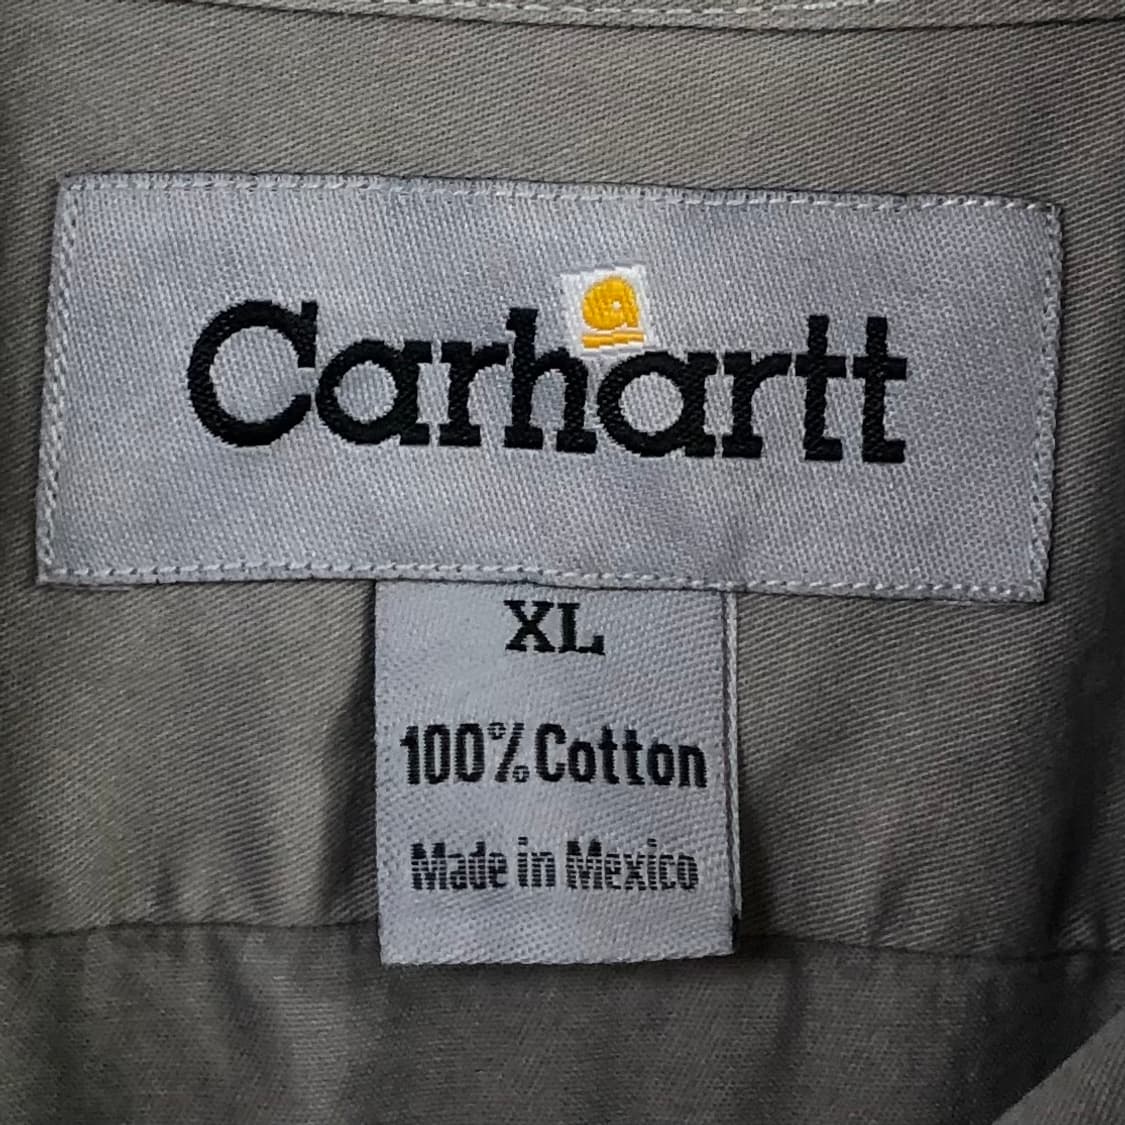 Carhartt
XL
100% Cotton
Made in Mexico